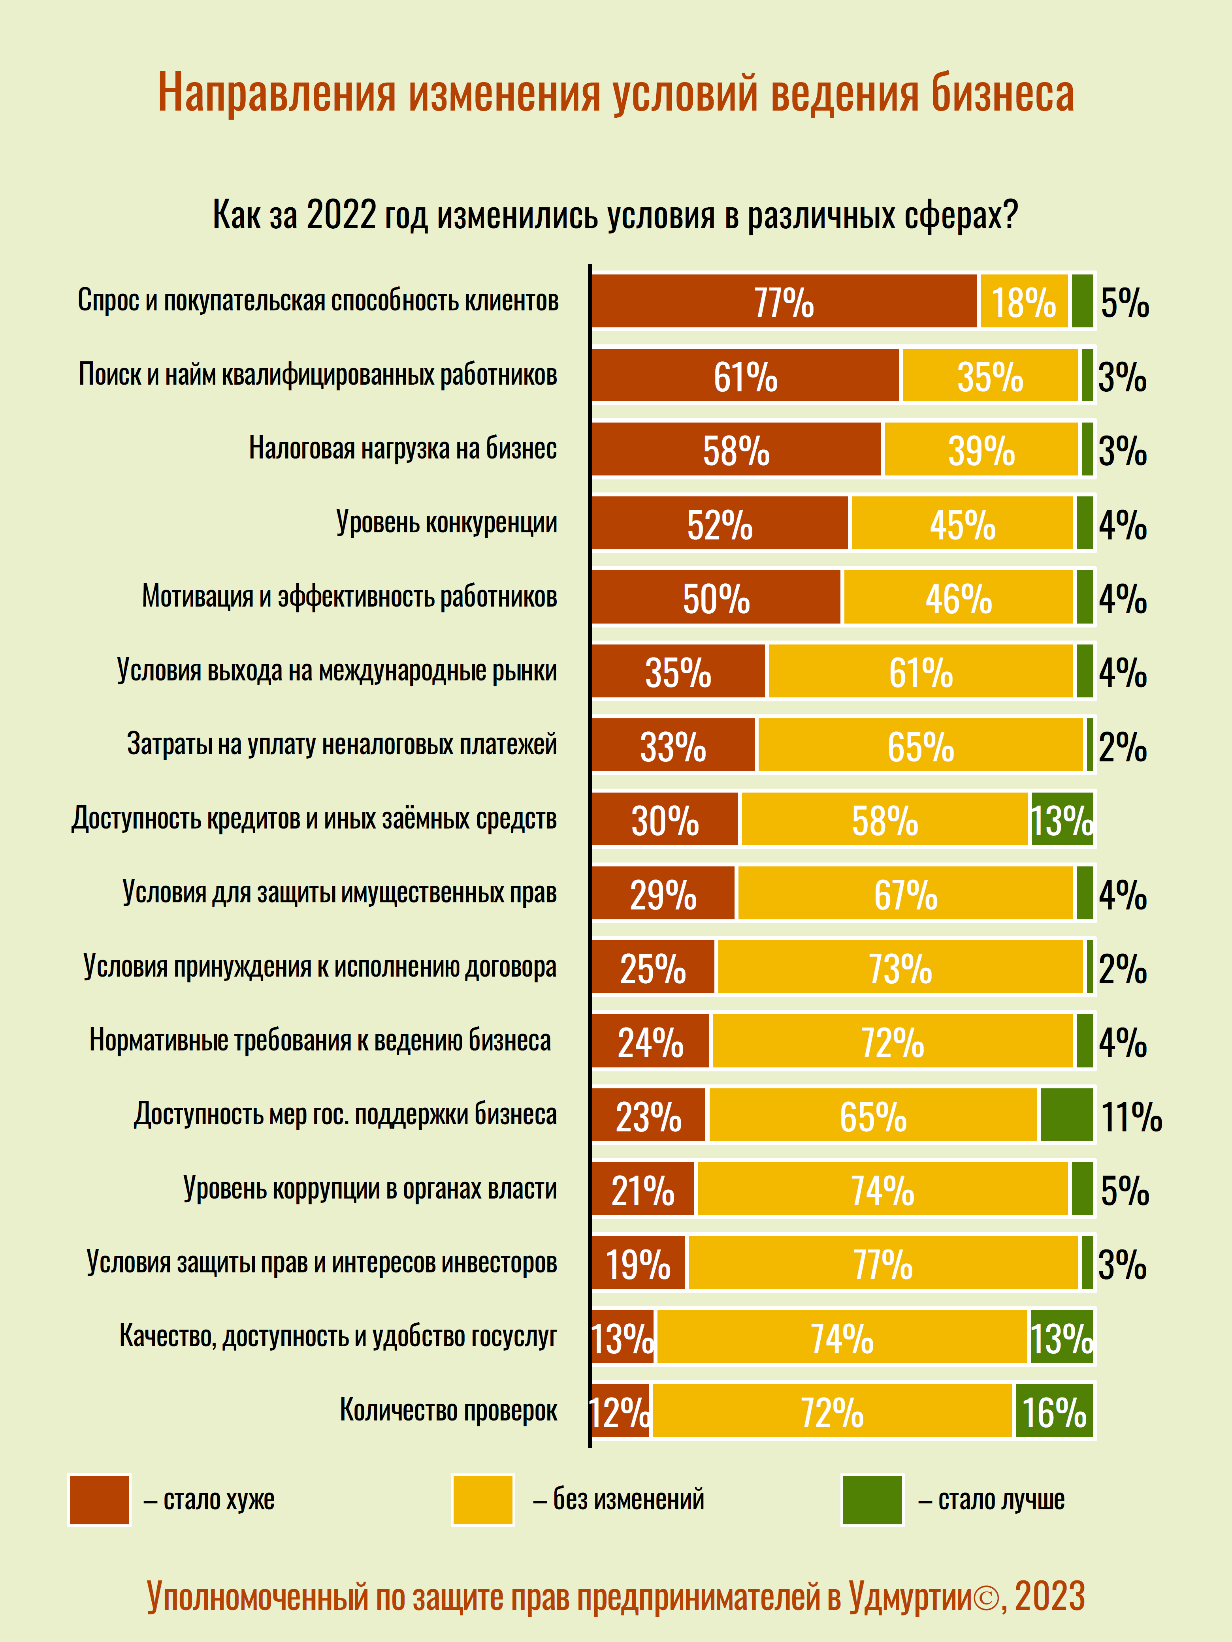 Направления изменения условий ведения бизнеса
Как за 2022 год изменились условия в различных сферах?
Спрос и покупательская способность клиентов 77% 18% 5%
Поиск и найм квалифицированных работников 61% 35% 3%
Налоговая нагрузка на бизнес 58% 39% 3%
Уровень конкуренции 52% 45% 4%
Мотивация и эффективность работников 50% 46% 4%
Условия выхода на международные рынки 35% 61% 4%
Затраты на уплату неналоговых платежей 33% 65% 2%
Доступность кредитов и иных заёмных средств 30% 58% 13%
Условия для защиты имущественных прав 29% 67% 4%
Условия принуждения к исполнению договора 25% 73% 2%
Нормативные требования к ведению бизнеса 24% 72% 4%
Доступность мер гос. поддержки бизнеса 23% 65% 11%
Уровень коррупции в органах власти 21% 74% 5%
Условия защиты прав и интересов инвесторов 19% 77% 3%
Качество, доступность и удобство госуслуг 13% 74% 13%
Количество проверок 12% 72% 16%
– стало хуже – без изменений – стало лучше
Уполномоченный по защите прав предпринимателей в Удмуртии©, 2023